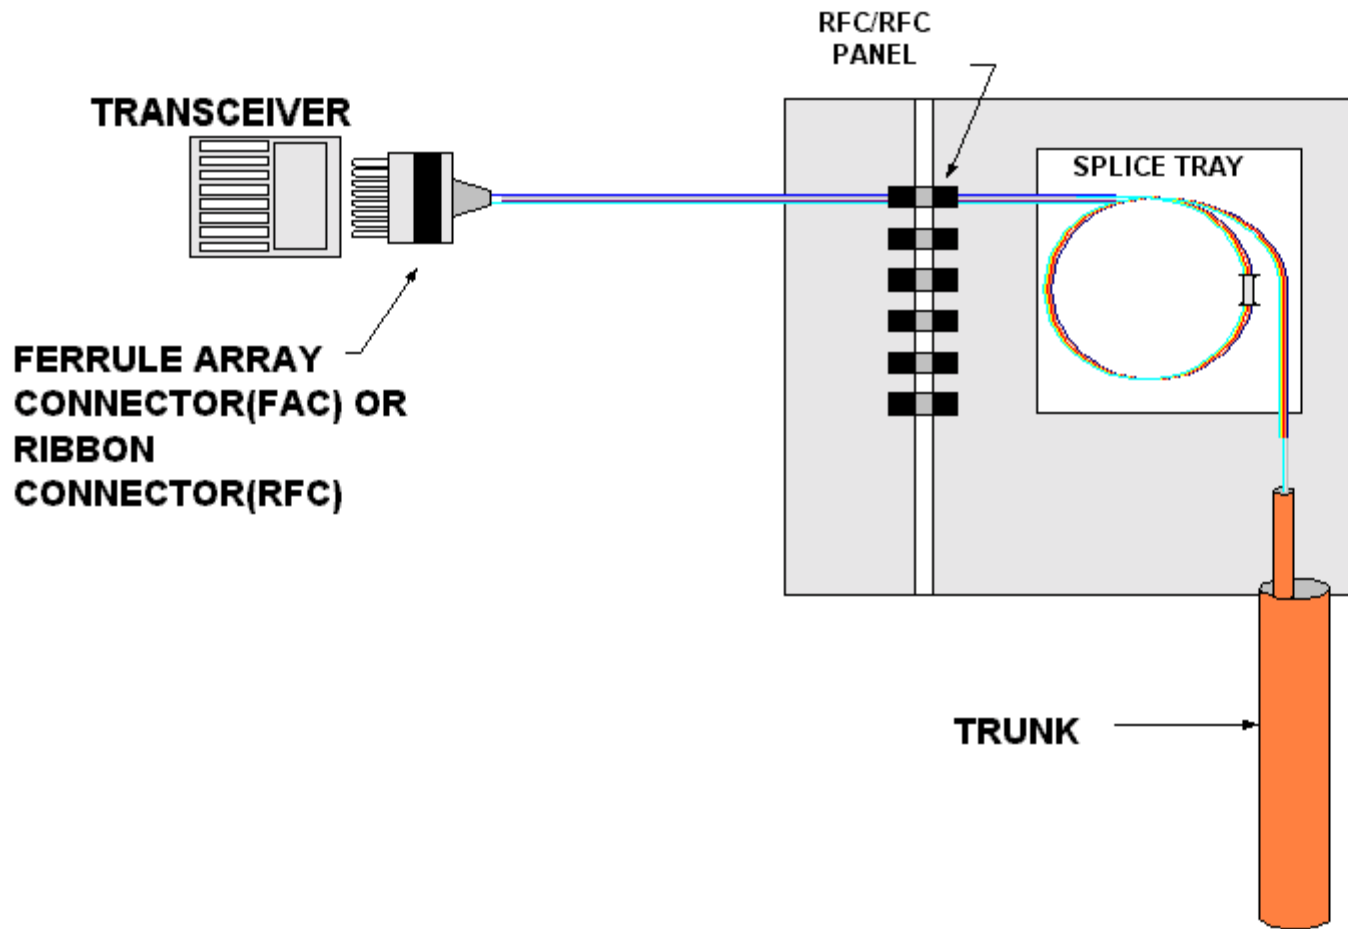 RFC/RFC
PANEL
TRANSCEIVER
SPLICE TRAY
FERRULE ARRAY
CONNECTOR(FAC) OR
RIBBON
CONNECTOR(RFC)
TRUNK